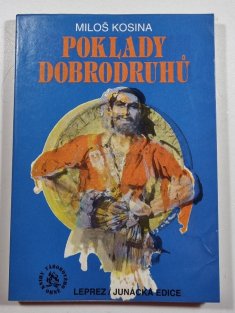 MILOŠ KOSINA
POKLADY
DOBRODRUHŮ
LEPREZ/JUNÁCKÁ EDICE